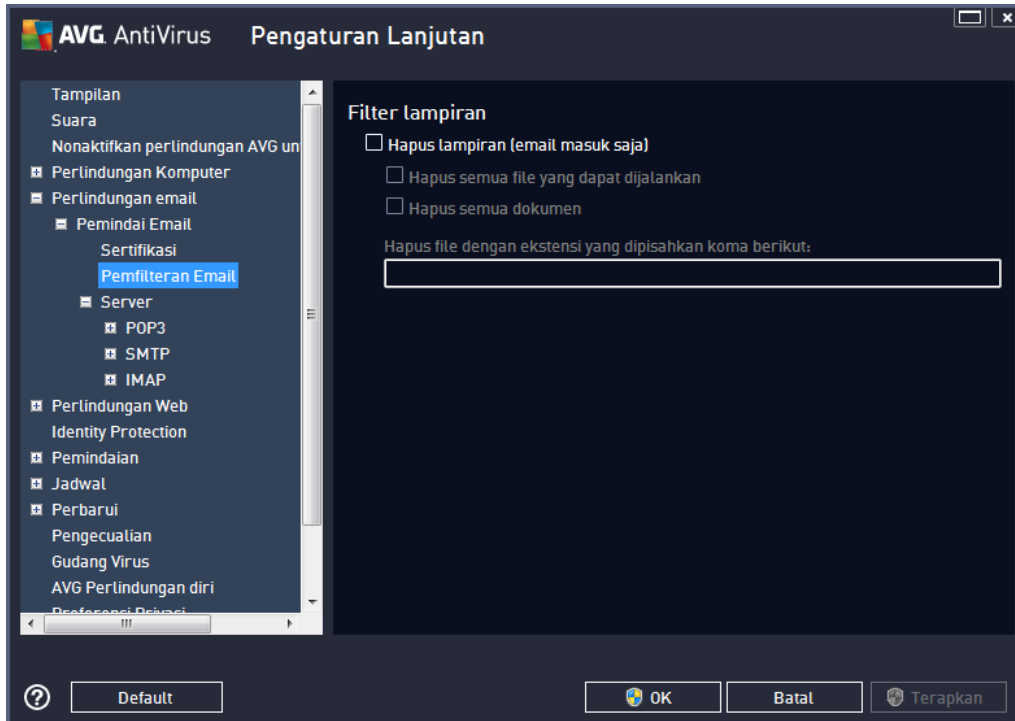 AVG. AntiVirus Pengaturan Lanjutan
Tampilan
Suara
Nonaktifkan perlindungan AVG un
Perlindungan Komputer
Perlindungan email
Pemindai Email
Sertifikasi
Pemfilteran Email
Server
POP3
SMTP
IMAP
Perlindungan Web
Identity Protection
Pemindaian
Jadwal
Perbarui
Pengecualian
Gudang Virus
AVG Perlindungan diri
Preferensi Privasi
Filter lampiran
Hapus lampiran (email masuk saja)
Hapus semua file yang dapat dijalankan
Hapus semua dokumen
Hapus file dengan ekstensi yang dipisahkan koma berikut:
Default
OK
Batal
Terapkan